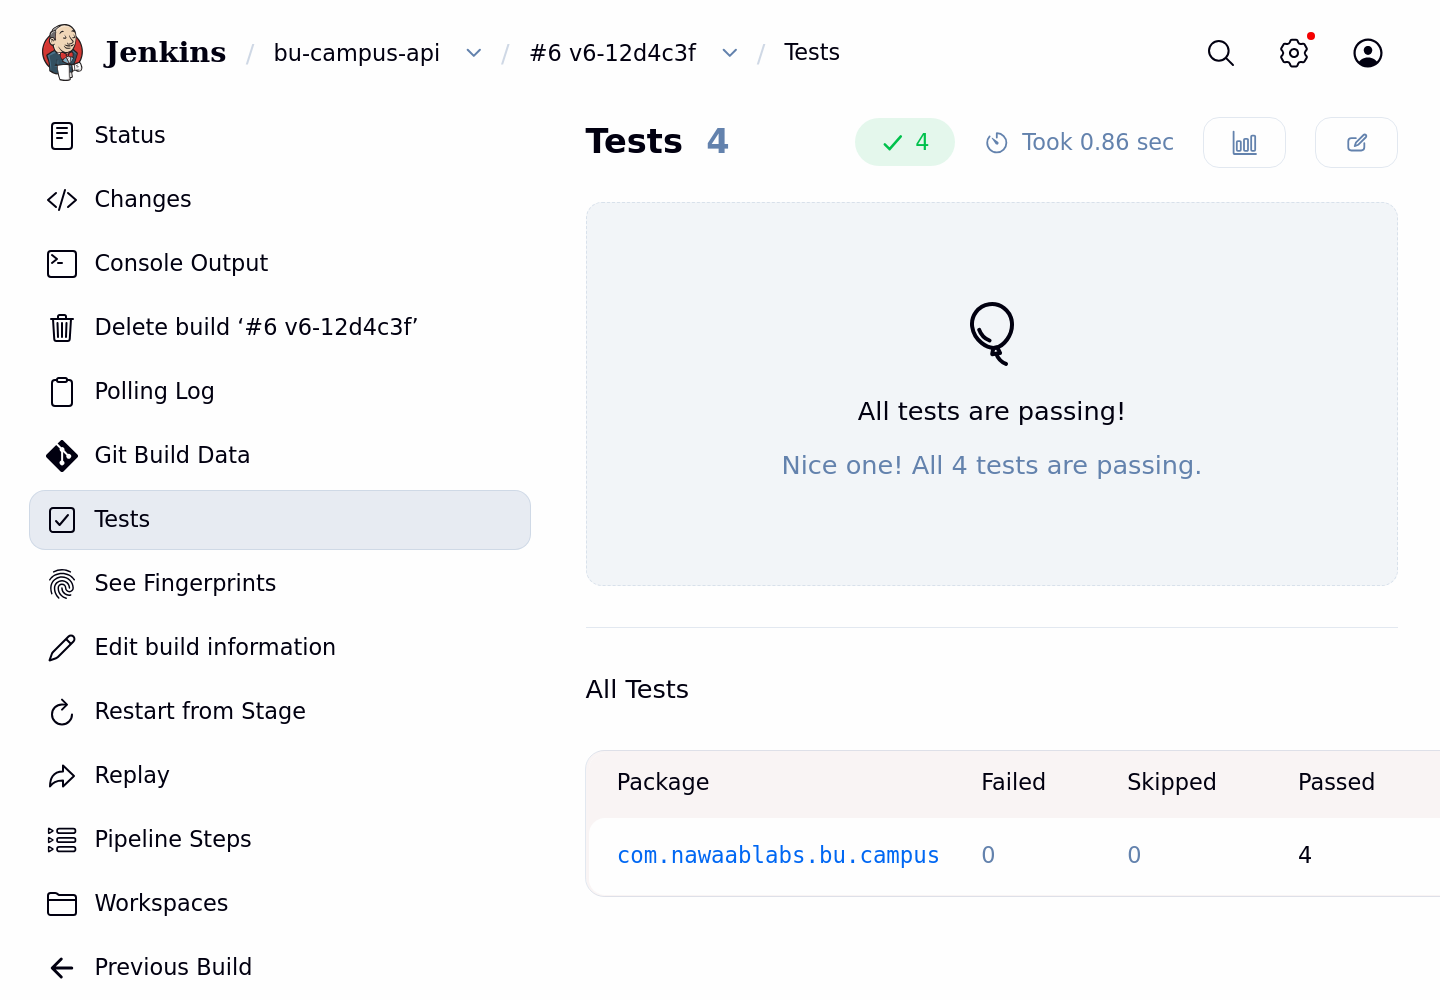 Jenkins / bu-campus-api / #6 v6-12d4c3f / Tests
Status
Changes
Console Output
Delete build ‘#6 v6-12d4c3f’
Polling Log
Git Build Data
Tests
See Fingerprints
Edit build information
Restart from Stage
Replay
Pipeline Steps
Workspaces
Previous Build
Tests 4
4
Took 0.86 sec
All tests are passing!
Nice one! All 4 tests are passing.
All Tests
Package Failed Skipped Passed
com.nawaablabs.bu.campus 0 0 4